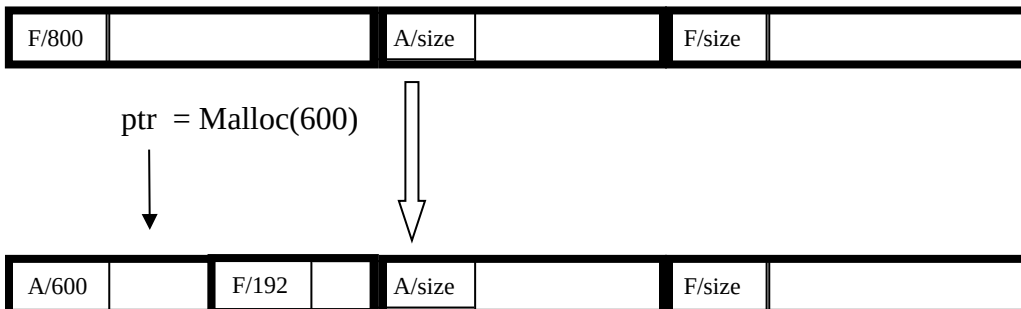 F/800 A/size F/size
ptr = Malloc(600)
A/600 F/192 A/size F/size